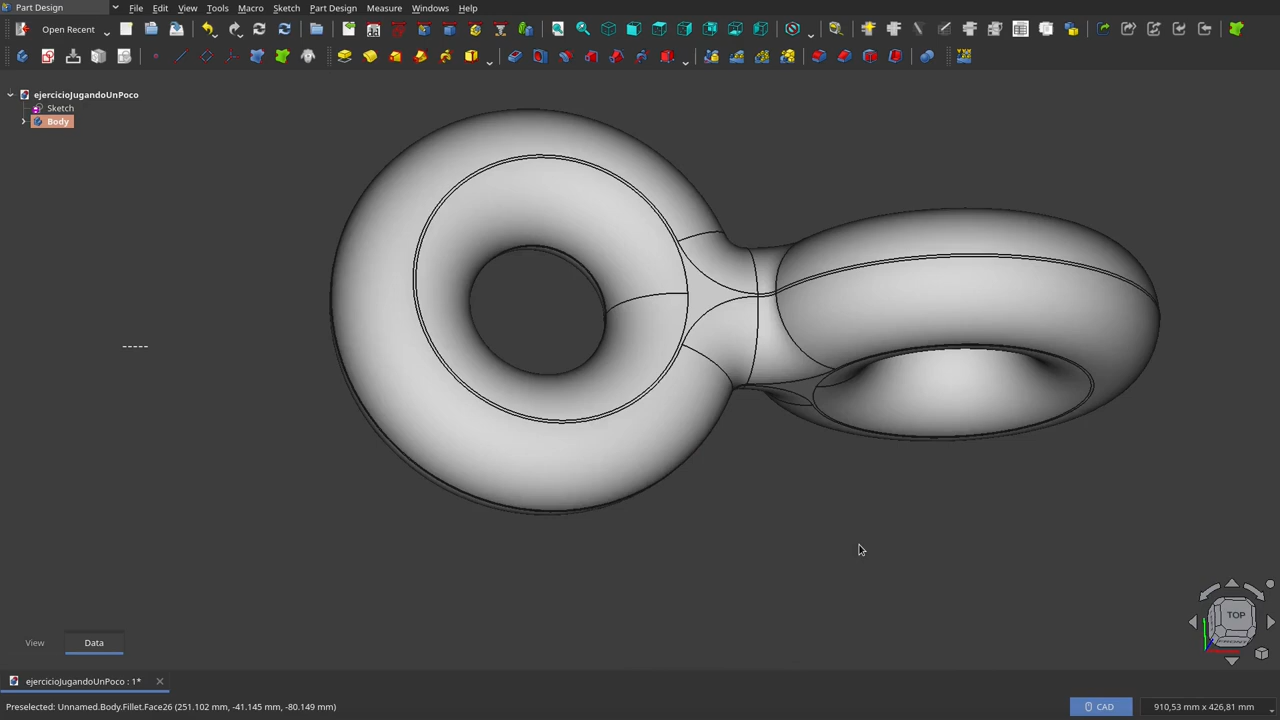 Part Design File Edit View Tools Macro Sketch Part Design Measure Windows Help
Open Recent
ejercicioJugandoUnPoco
Sketch
Body
TOP
FRONT
View Data
ejercicioJugandoUnPoco : 1*
Preselected: Unnamed.Body.Fillet.Face26 (251.102 mm, -41.145 mm, -80.149 mm) CAD 910,53 mm x 426,81 mm